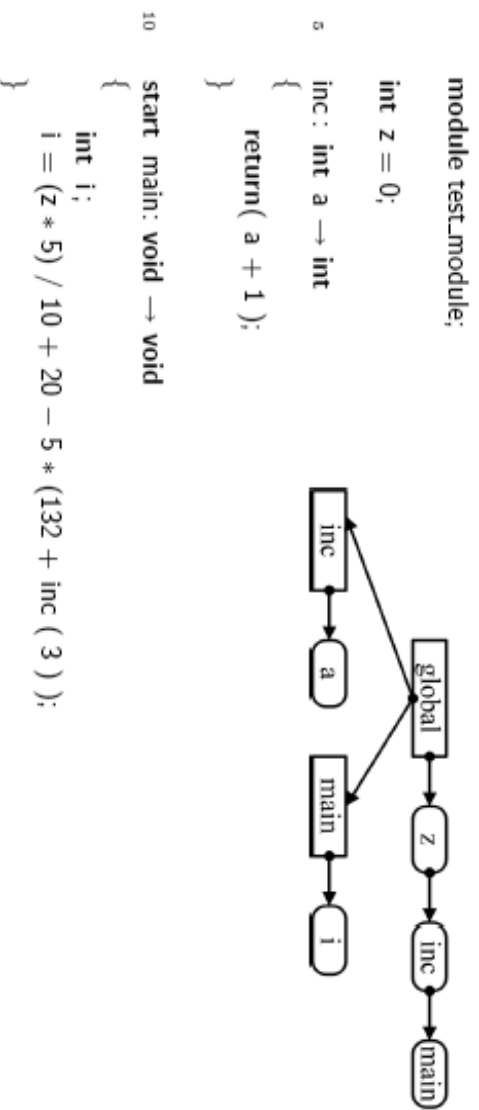 module test_module;
int z = 0;
5 inc: int a → int
{
return( a + 1 );
}
10 start main: void → void
{
int i;
i = (z * 5) / 10 + 20 − 5 * (132 + inc ( 3 ) );
}
global z inc main
inc a main i